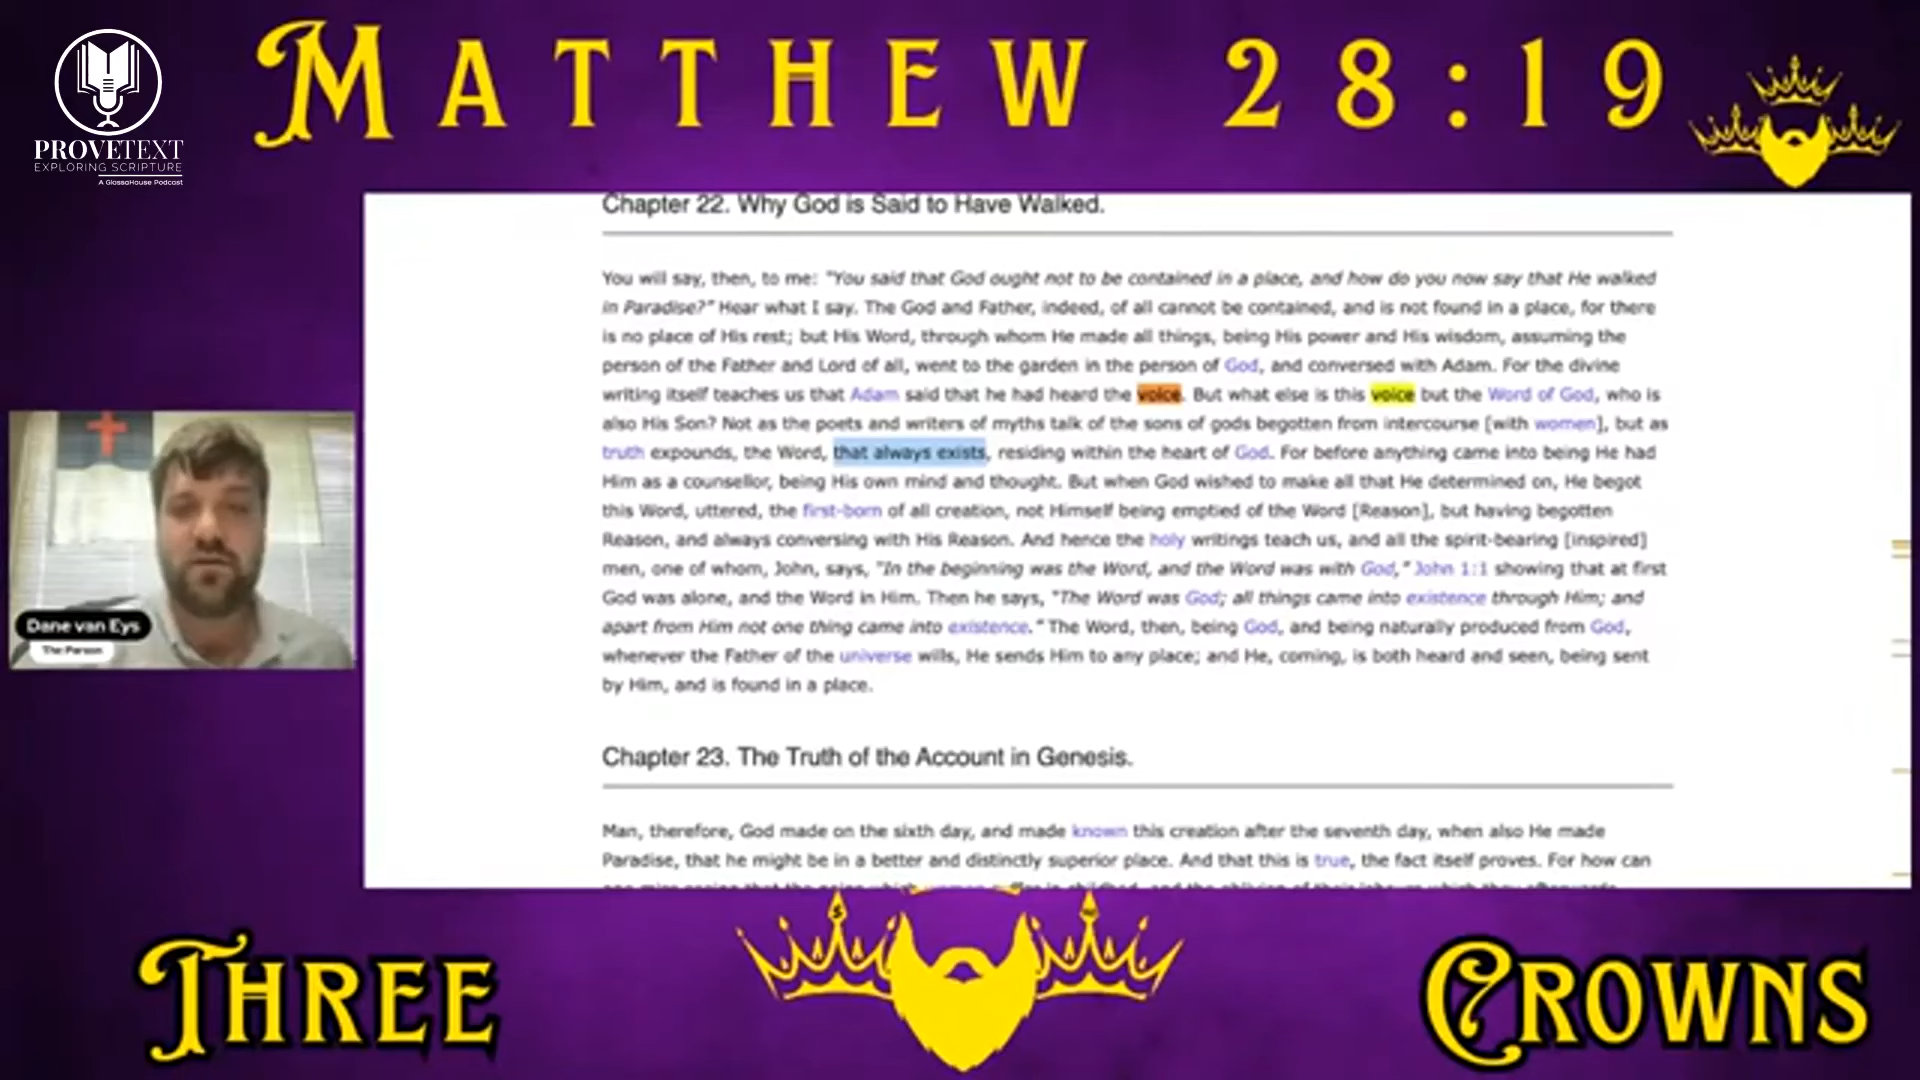 MATTHEW 28:19
PROVETEXT
EXPLORING SCRIPTURE
A GlossaHouse Podcast
Chapter 22. Why God is Said to Have Walked.
You will say, then, to me: "You said that God ought not to be contained in a place, and how do you now say that He walked
in Paradise?" Hear what I say. The God and Father, indeed, of all cannot be contained, and is not found in a place, for there
is no place of His rest; but His Word, through whom He made all things, being His power and His wisdom, assuming the
person of the Father and Lord of all, went to the garden in the person of God, and conversed with Adam. For the divine
writing itself teaches us that Adam said that he had heard the voice. But what else is this voice but the Word of God, who is
also His Son? Not as the poets and writers of myths talk of the sons of gods begotten from intercourse [with women], but as
truth expounds, the Word, that always exists, residing within the heart of God. For before anything came into being He had
Him as a counsellor, being His own mind and thought. But when God wished to make all that He determined on, He begot
this Word, uttered, the first-born of all creation, not Himself being emptied of the Word [Reason], but having begotten
Reason, and always conversing with His Reason. And hence the holy writings teach us, and all the spirit-bearing [inspired]
men, one of whom, John, says, "In the beginning was the Word, and the Word was with God," John 1:1 showing that at first
God was alone, and the Word in Him. Then he says, "The Word was God; all things came into existence through Him; and
apart from Him not one thing came into existence." The Word, then, being God, and being naturally produced from God,
whenever the Father of the universe wills, He sends Him to any place; and He, coming, is both heard and seen, being sent
by Him, and is found in a place.
Chapter 23. The Truth of the Account in Genesis.
Man, therefore, God made on the sixth day, and made known this creation after the seventh day, when also He made
Paradise, that he might be in a better and distinctly superior place. And that this is true, the fact itself proves. For how can
Dane van Eys
The Parson
THREE
CROWNS